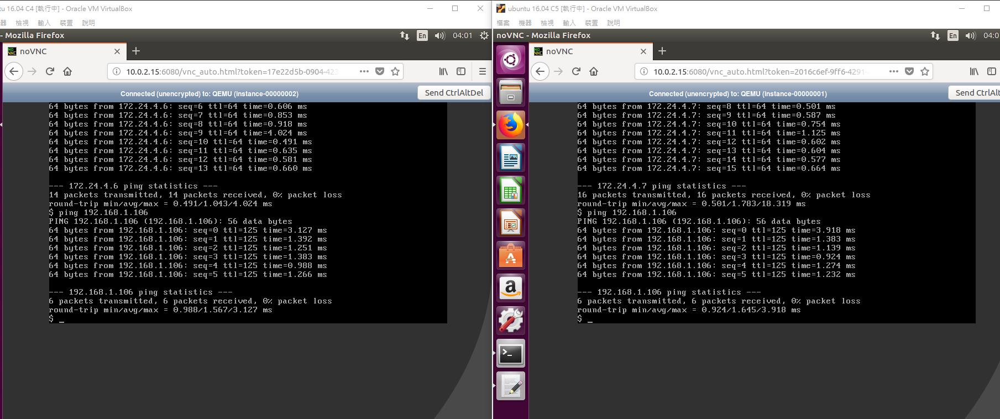 tu 16.04 C4 [執行中] - Oracle VM VirtualBox
器 檢視 輸入 裝置 說明
- Mozilla Firefox En 04:01
noVNC
10.0.2.15:6080/vnc_auto.html?token=17e22d5b-0904-423
Connected (unencrypted) to: QEMU (instance-00000002) Send CtrlAltDel
64 bytes from 172.24.4.6: seq=6 ttl=64 time=0.606 ms
64 bytes from 172.24.4.6: seq=7 ttl=64 time=0.853 ms
64 bytes from 172.24.4.6: seq=8 ttl=64 time=0.918 ms
64 bytes from 172.24.4.6: seq=9 ttl=64 time=4.024 ms
64 bytes from 172.24.4.6: seq=10 ttl=64 time=0.491 ms
64 bytes from 172.24.4.6: seq=11 ttl=64 time=0.635 ms
64 bytes from 172.24.4.6: seq=12 ttl=64 time=0.581 ms
64 bytes from 172.24.4.6: seq=13 ttl=64 time=0.660 ms
--- 172.24.4.6 ping statistics ---
14 packets transmitted, 14 packets received, 0% packet loss
round-trip min/avg/max = 0.491/1.043/4.024 ms
$ ping 192.168.1.106
PING 192.168.1.106 (192.168.1.106): 56 data bytes
64 bytes from 192.168.1.106: seq=0 ttl=125 time=3.127 ms
64 bytes from 192.168.1.106: seq=1 ttl=125 time=1.392 ms
64 bytes from 192.168.1.106: seq=2 ttl=125 time=1.251 ms
64 bytes from 192.168.1.106: seq=3 ttl=125 time=1.383 ms
64 bytes from 192.168.1.106: seq=4 ttl=125 time=0.988 ms
64 bytes from 192.168.1.106: seq=5 ttl=125 time=1.266 ms
--- 192.168.1.106 ping statistics ---
6 packets transmitted, 6 packets received, 0% packet loss
round-trip min/avg/max = 0.988/1.567/3.127 ms
$ _
ubuntu 16.04 C5 [執行中] - Oracle VM VirtualBox
檔案 機器 檢視 輸入 裝置 說明
noVNC - Mozilla Firefox En 04:0
noVNC
10.0.2.15:6080/vnc_auto.html?token=2016c6ef-9ff6-4291-
Connected (unencrypted) to: QEMU (instance-00000001) Send CtrlAlt
64 bytes from 172.24.4.7: seq=8 ttl=64 time=0.501 ms
64 bytes from 172.24.4.7: seq=9 ttl=64 time=0.587 ms
64 bytes from 172.24.4.7: seq=10 ttl=64 time=0.754 ms
64 bytes from 172.24.4.7: seq=11 ttl=64 time=1.125 ms
64 bytes from 172.24.4.7: seq=12 ttl=64 time=0.602 ms
64 bytes from 172.24.4.7: seq=13 ttl=64 time=0.604 ms
64 bytes from 172.24.4.7: seq=14 ttl=64 time=0.577 ms
64 bytes from 172.24.4.7: seq=15 ttl=64 time=0.664 ms
--- 172.24.4.7 ping statistics ---
16 packets transmitted, 16 packets received, 0% packet loss
round-trip min/avg/max = 0.501/1.783/18.319 ms
$ ping 192.168.1.106
PING 192.168.1.106 (192.168.1.106): 56 data bytes
64 bytes from 192.168.1.106: seq=0 ttl=125 time=3.918 ms
64 bytes from 192.168.1.106: seq=1 ttl=125 time=1.383 ms
64 bytes from 192.168.1.106: seq=2 ttl=125 time=1.139 ms
64 bytes from 192.168.1.106: seq=3 ttl=125 time=0.924 ms
64 bytes from 192.168.1.106: seq=4 ttl=125 time=1.274 ms
64 bytes from 192.168.1.106: seq=5 ttl=125 time=1.232 ms
--- 192.168.1.106 ping statistics ---
6 packets transmitted, 6 packets received, 0% packet loss
round-trip min/avg/max = 0.924/1.645/3.918 ms
$ _